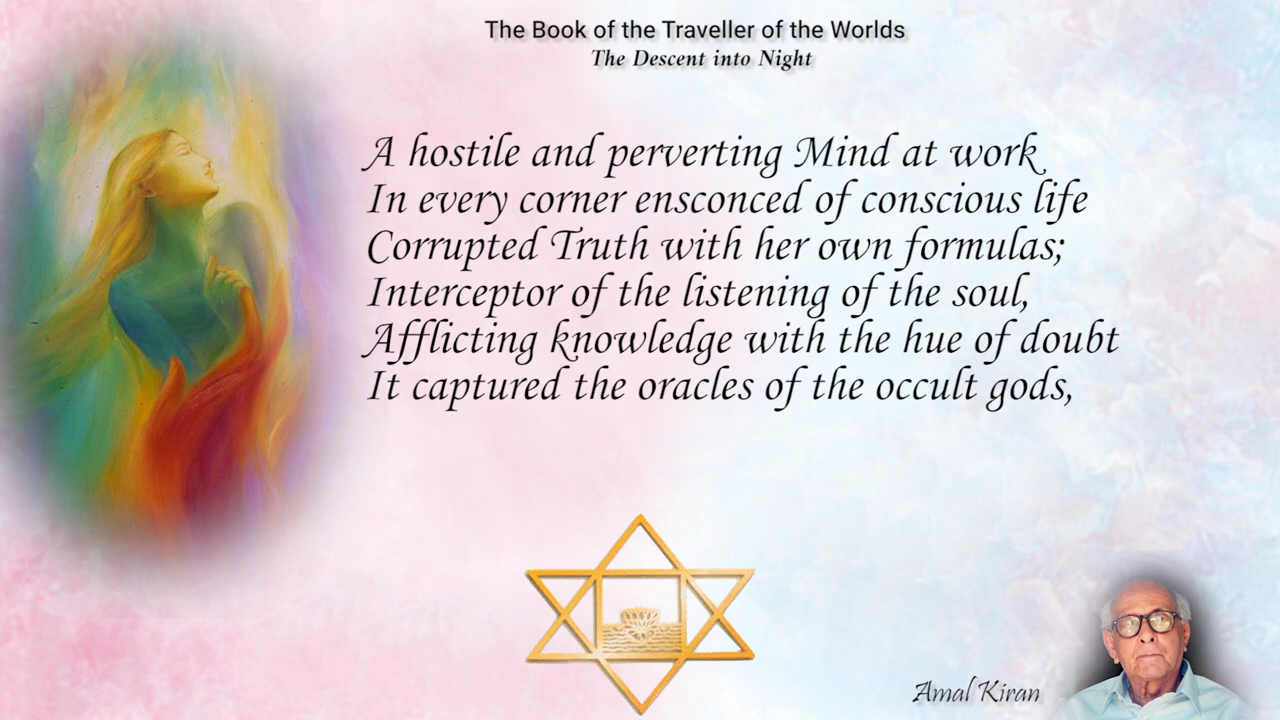 The Book of the Traveller of the Worlds
The Descent into Night
A hostile and perverting Mind at work
In every corner ensconced of conscious life
Corrupted Truth with her own formulas;
Interceptor of the listening of the soul,
Afflicting knowledge with the hue of doubt
It captured the oracles of the occult gods,
Amal Kiran